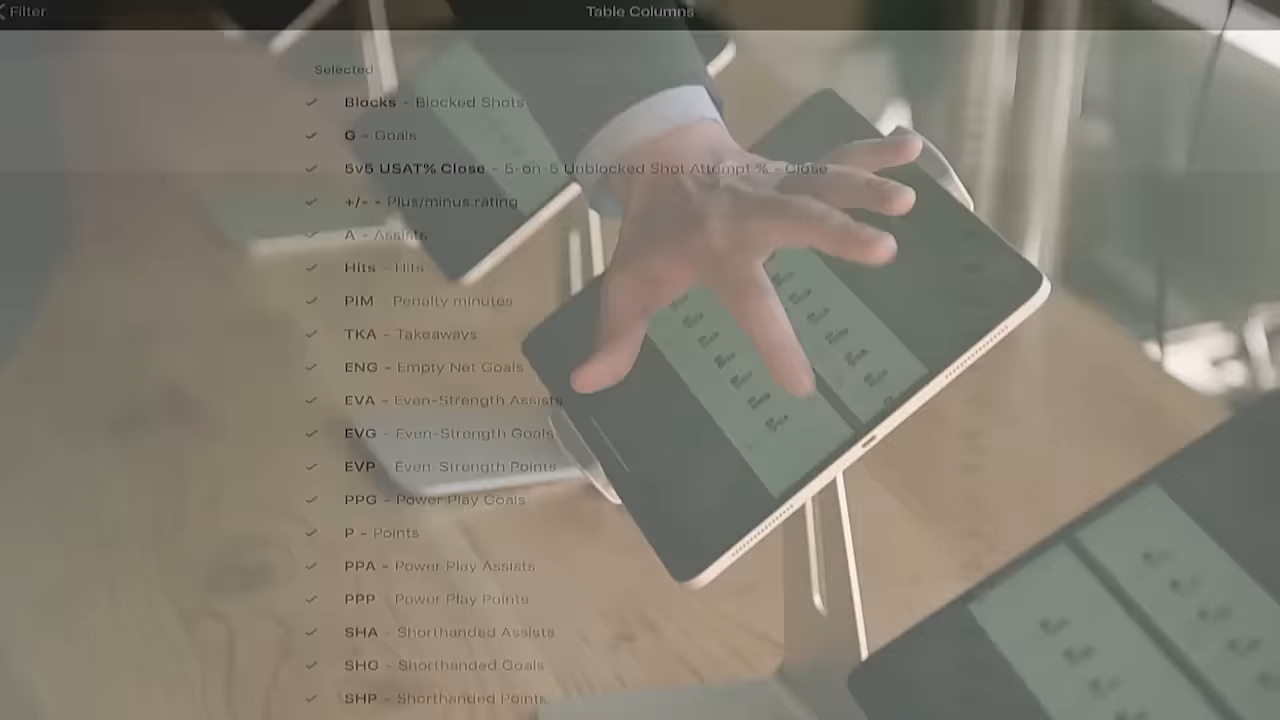 Filter
Table Columns
Selected
Blocks - Blocked Shots
G - Goals
5v5 USAT% Close - 5-on-5 Unblocked Shot Attempt % - Close
+/- - Plus/minus rating
A - Assists
Hits - Hits
PIM - Penalty minutes
TKA - Takeaways
ENG - Empty Net Goals
EVA - Even-Strength Assists
EVG - Even-Strength Goals
EVP - Even-Strength Points
PPG - Power Play Goals
P - Points
PPA - Power Play Assists
PPP - Power Play Points
SHA - Shorthanded Assists
SHG - Shorthanded Goals
SHP - Shorthanded Points